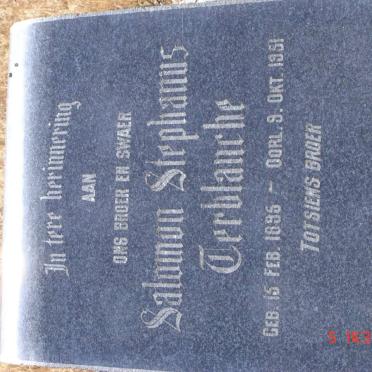 In tere herinnering
AAN
ONS BROER EN SWAER
Salomon Stephanus
Terblanche
GEB. 15 FEB. 1896 – OORL. 9. OKT. 1961
TOTSIENS BROER